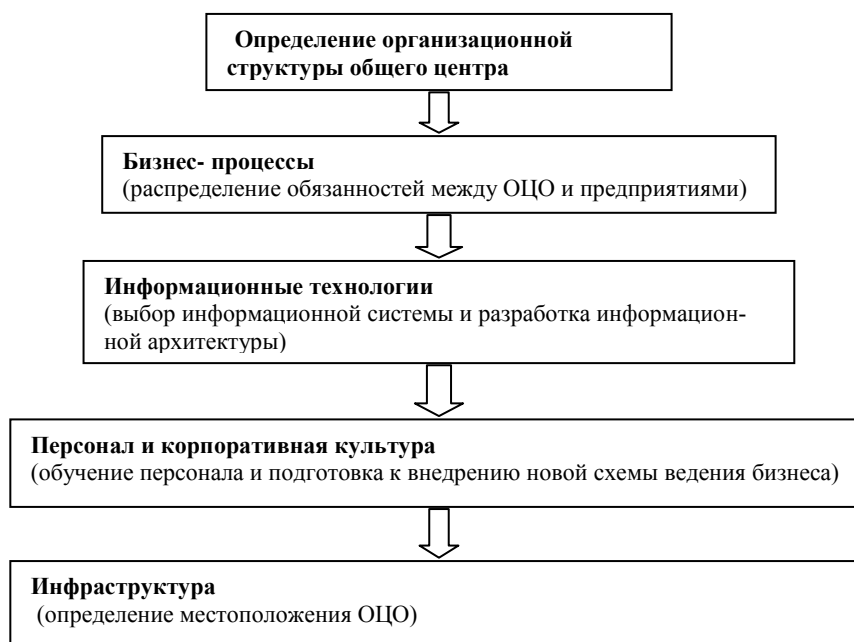 Определение организационной
структуры общего центра
Бизнес- процессы
(распределение обязанностей между ОЦО и предприятиями)
Информационные технологии
(выбор информационной системы и разработка информацион-
ной архитектуры)
Персонал и корпоративная культура
(обучение персонала и подготовка к внедрению новой схемы ведения бизнеса)
Инфраструктура
(определение местоположения ОЦО)